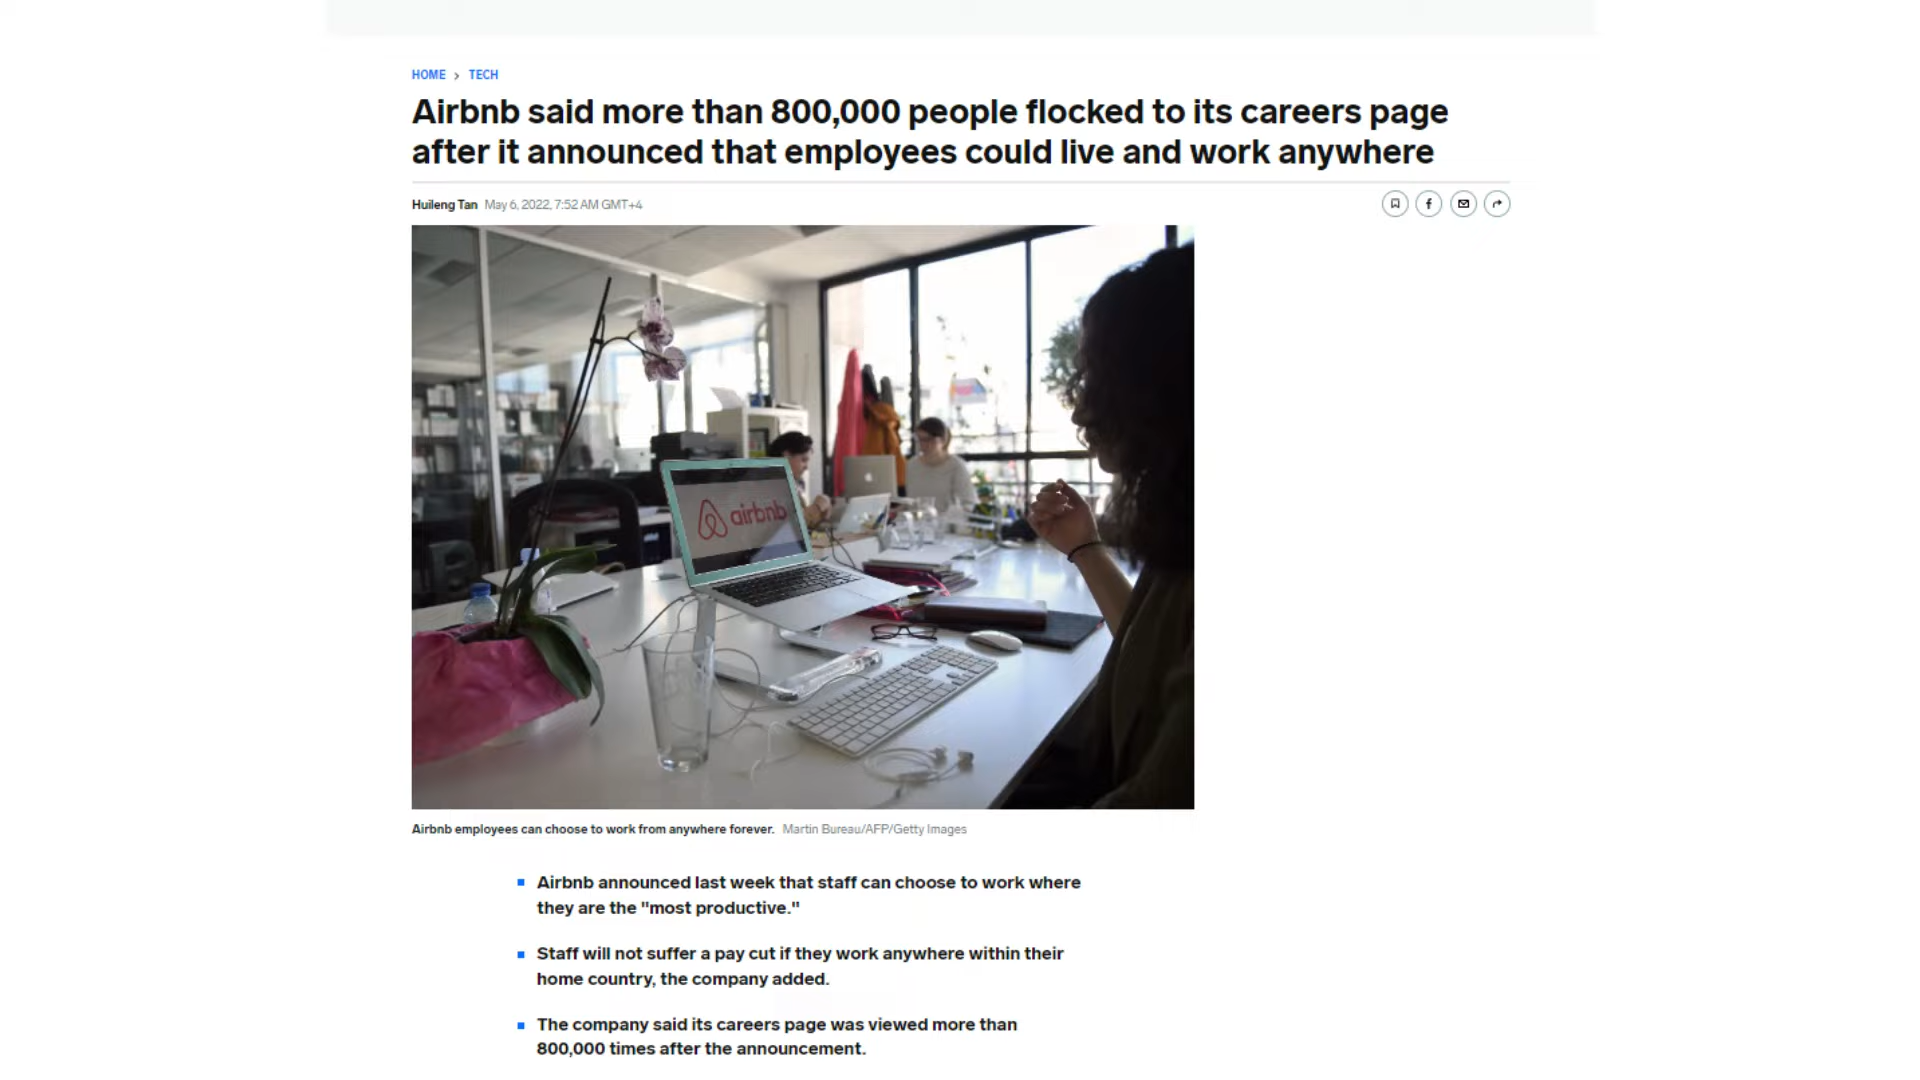 HOME > TECH
Airbnb said more than 800,000 people flocked to its careers page
after it announced that employees could live and work anywhere
Huileng Tan May 6, 2022, 7:52 AM GMT+4
airbnb
Airbnb employees can choose to work from anywhere forever. Martin Bureau/AFP/Getty Images
Airbnb announced last week that staff can choose to work where
they are the "most productive."
Staff will not suffer a pay cut if they work anywhere within their
home country, the company added.
The company said its careers page was viewed more than
800,000 times after the announcement.